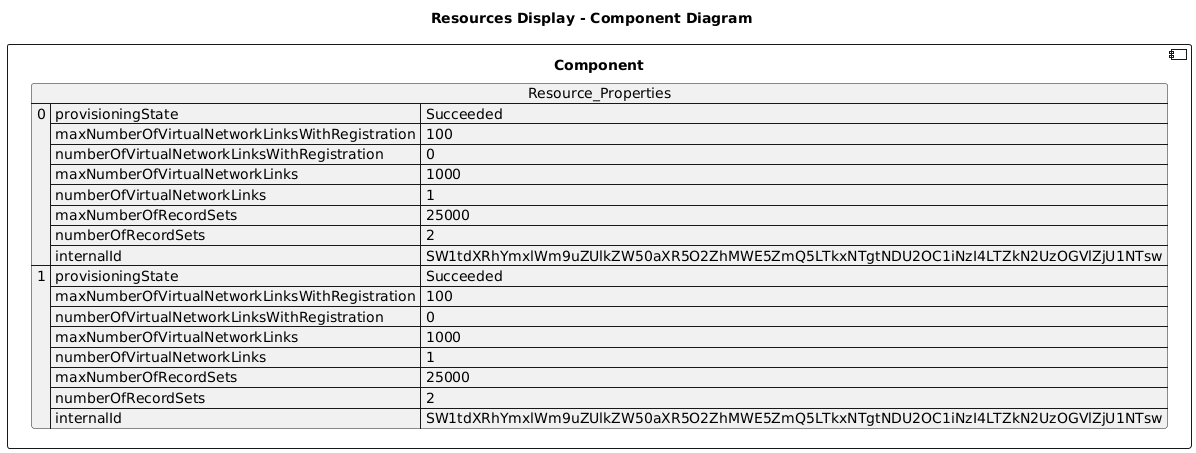 Resources Display - Component Diagram
Component
Resource_Properties
0 provisioningState Succeeded
maxNumberOfVirtualNetworkLinksWithRegistration 100
numberOfVirtualNetworkLinksWithRegistration 0
maxNumberOfVirtualNetworkLinks 1000
numberOfVirtualNetworkLinks 1
maxNumberOfRecordSets 25000
numberOfRecordSets 2
internalId SW1tdXRhYmxlWm9uZUlkZW50aXR5O2ZhMWE5ZmQ5LTkxNTgtNDU2OC1iNzI4LTZkN2UzOGVlZjU1NTsw
1 provisioningState Succeeded
maxNumberOfVirtualNetworkLinksWithRegistration 100
numberOfVirtualNetworkLinksWithRegistration 0
maxNumberOfVirtualNetworkLinks 1000
numberOfVirtualNetworkLinks 1
maxNumberOfRecordSets 25000
numberOfRecordSets 2
internalId SW1tdXRhYmxlWm9uZUlkZW50aXR5O2ZhMWE5ZmQ5LTkxNTgtNDU2OC1iNzI4LTZkN2UzOGVlZjU1NTsw